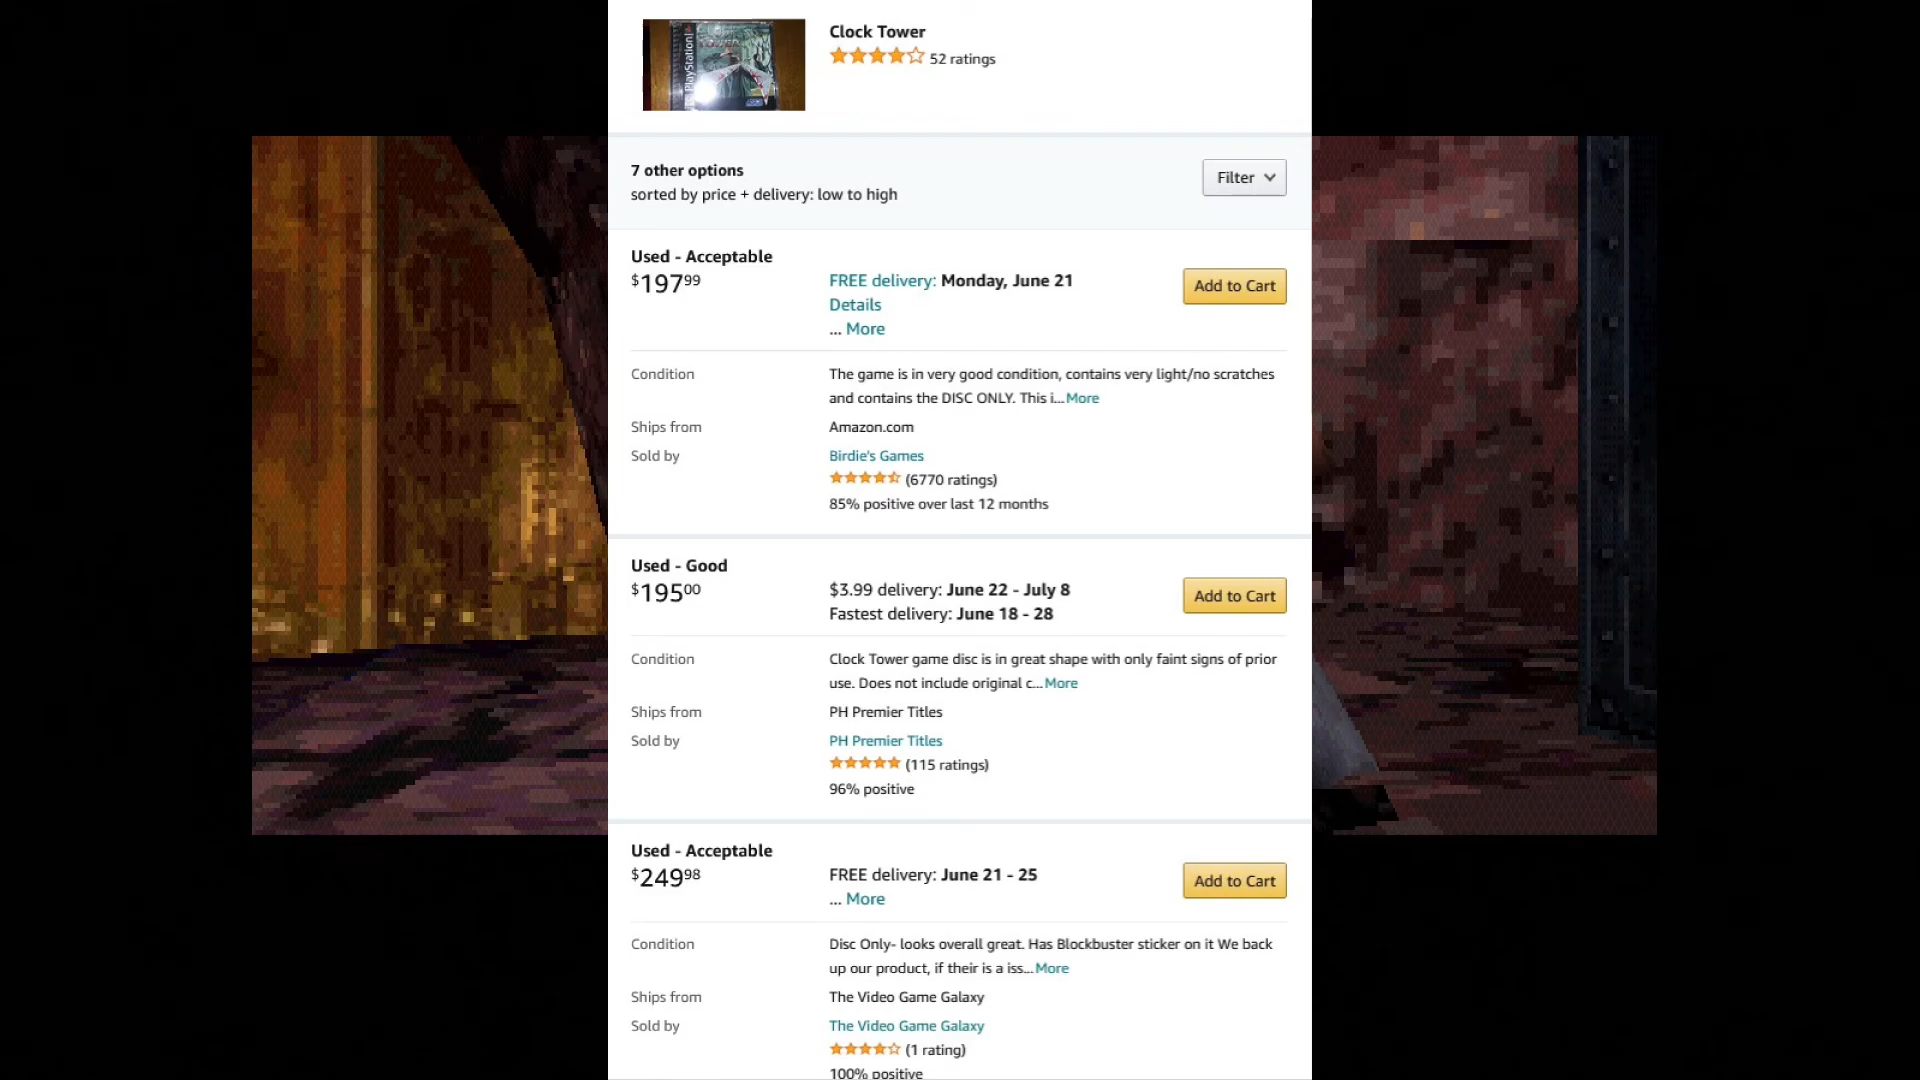 PlayStation
Clock Tower
52 ratings
7 other options
sorted by price + delivery: low to high
Filter
Used - Acceptable
$197.99
FREE delivery: Monday, June 21
Details
... More
Add to Cart
Condition
The game is in very good condition, contains very light/no scratches
and contains the DISC ONLY. This i... More
Ships from
Amazon.com
Sold by
Birdie's Games
(6770 ratings)
85% positive over last 12 months
Used - Good
$195.00
$3.99 delivery: June 22 - July 8
Fastest delivery: June 18 - 28
Add to Cart
Condition
Clock Tower game disc is in great shape with only faint signs of prior
use. Does not include original c... More
Ships from
PH Premier Titles
Sold by
PH Premier Titles
(115 ratings)
96% positive
Used - Acceptable
$249.98
FREE delivery: June 21 - 25
... More
Add to Cart
Condition
Disc Only- looks overall great. Has Blockbuster sticker on it We back
up our product, if their is a iss... More
Ships from
The Video Game Galaxy
Sold by
The Video Game Galaxy
(1 rating)
100% positive